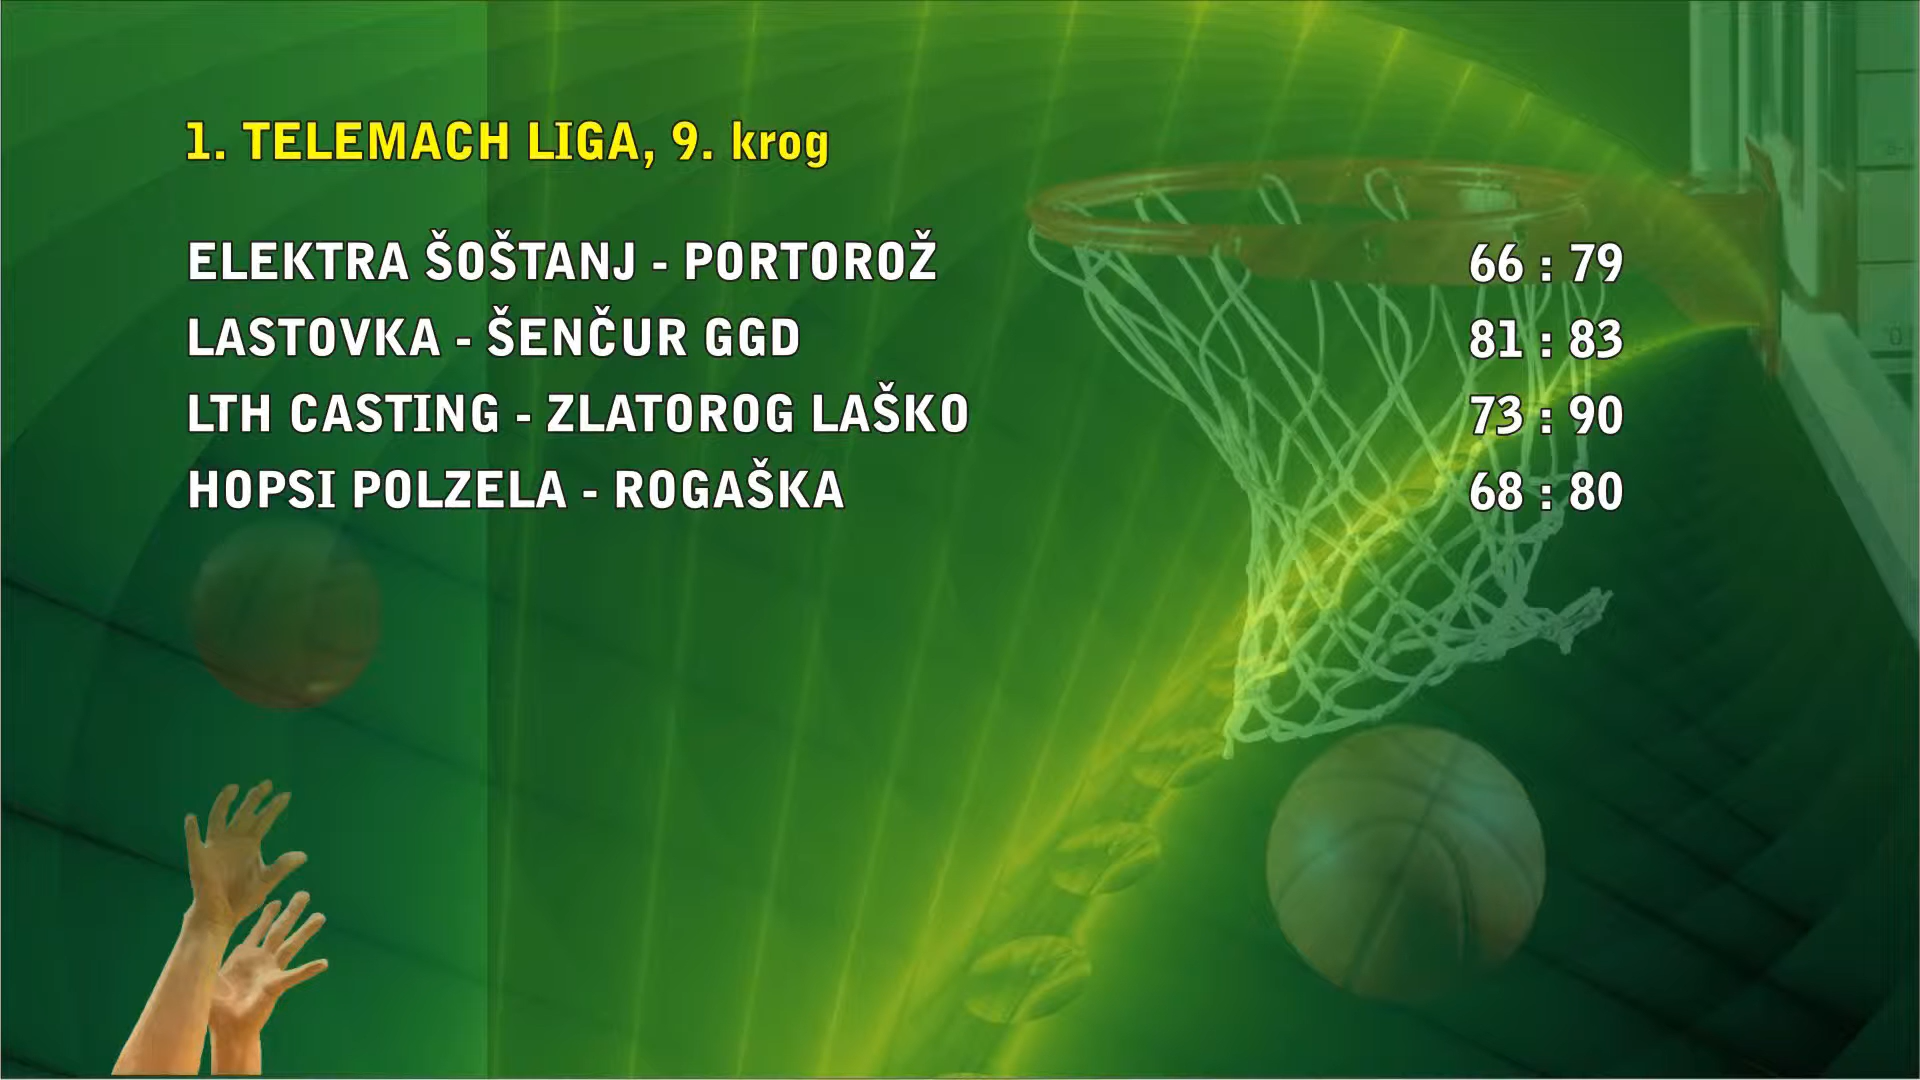 1. TELEMACH LIGA, 9. krog
ELEKTRA ŠOŠTANJ - PORTOROŽ 66 : 79
LASTOVKA - ŠENČUR GGD 81 : 83
LTH CASTING - ZLATOROG LAŠKO 73 : 90
HOPSI POLZELA - ROGAŠKA 68 : 80